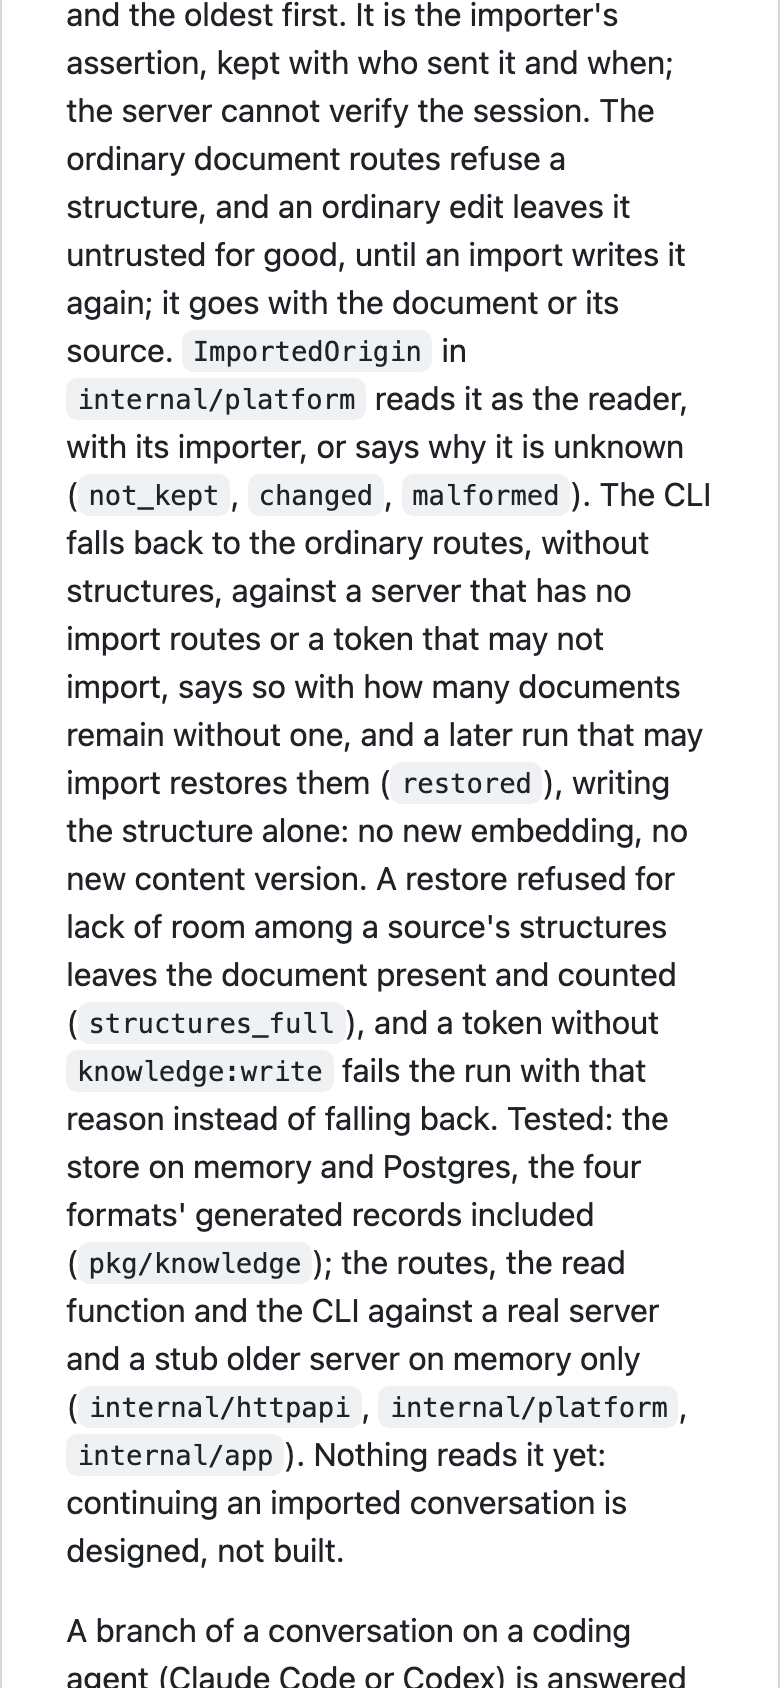 and the oldest first. It is the importer's
assertion, kept with who sent it and when;
the server cannot verify the session. The
ordinary document routes refuse a
structure, and an ordinary edit leaves it
untrusted for good, until an import writes it
again; it goes with the document or its
source. ImportedOrigin in
internal/platform reads it as the reader,
with its importer, or says why it is unknown
(not_kept, changed, malformed). The CLI
falls back to the ordinary routes, without
structures, against a server that has no
import routes or a token that may not
import, says so with how many documents
remain without one, and a later run that may
import restores them (restored), writing
the structure alone: no new embedding, no
new content version. A restore refused for
lack of room among a source's structures
leaves the document present and counted
(structures_full), and a token without
knowledge:write fails the run with that
reason instead of falling back. Tested: the
store on memory and Postgres, the four
formats' generated records included
(pkg/knowledge); the routes, the read
function and the CLI against a real server
and a stub older server on memory only
(internal/httpapi, internal/platform,
internal/app). Nothing reads it yet:
continuing an imported conversation is
designed, not built.
A branch of a conversation on a coding
agent (Claude Code or Codex) is answered